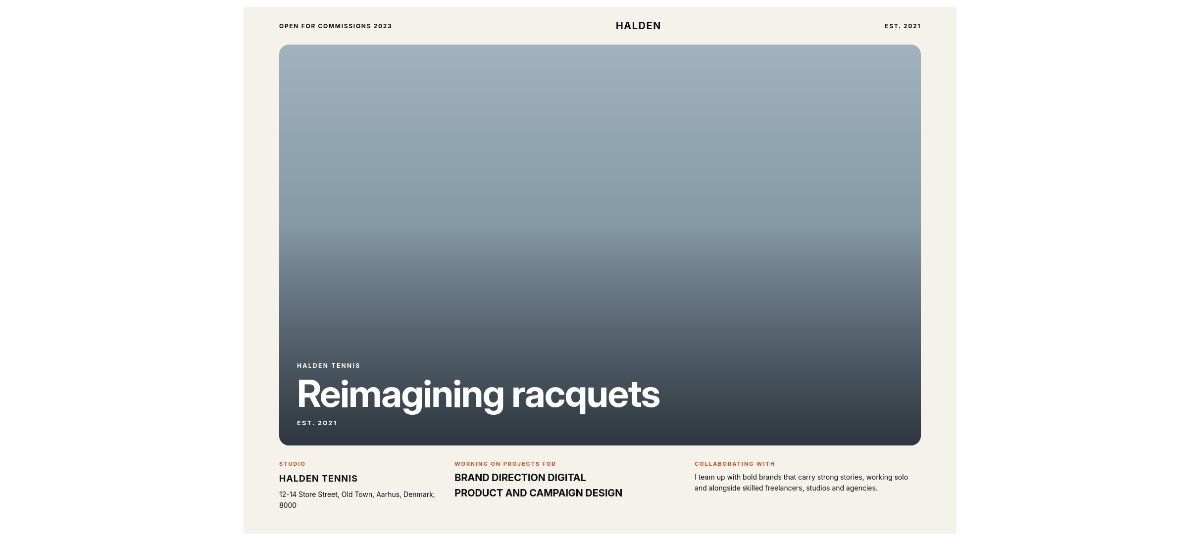 OPEN FOR COMMISSIONS 2023
HALDEN
EST. 2021
HALDEN TENNIS
Reimagining racquets
EST. 2021
STUDIO
HALDEN TENNIS
12-14 Store Street, Old Town, Aarhus, Denmark,
8000
WORKING ON PROJECTS FOR
BRAND DIRECTION DIGITAL
PRODUCT AND CAMPAIGN DESIGN
COLLABORATING WITH
I team up with bold brands that carry strong stories, working solo
and alongside skilled freelancers, studios and agencies.